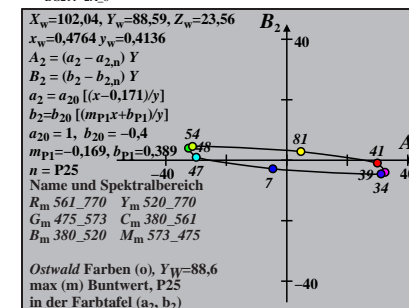 X_w=102,04, Y_w=88,59, Z_w=23,56
x_w=0,4764 y_w=0,4136
A_2 = (a_2 − a_2,n) Y
B_2 = (b_2 − b_2,n) Y
a_2 = a_20 [(x−0,171)/y]
b_2=b_20 [(m_P1x+b_P1)/y]
a_20 = 1, b_20 = −0,4
m_P1=−0,169, b_P1=0,389
n = P25
Name und Spektralbereich
R_m 561_770 Y_m 520_770
G_m 475_573 C_m 380_561
B_m 380_520 M_m 573_475
Ostwald Farben (o), Y_W=88,6
max (m) Buntwert, P25
in der Farbtafel (a_2, b_2)
B_2
40
54
48
47
81
7
41
39
34
−40
40
A
−40